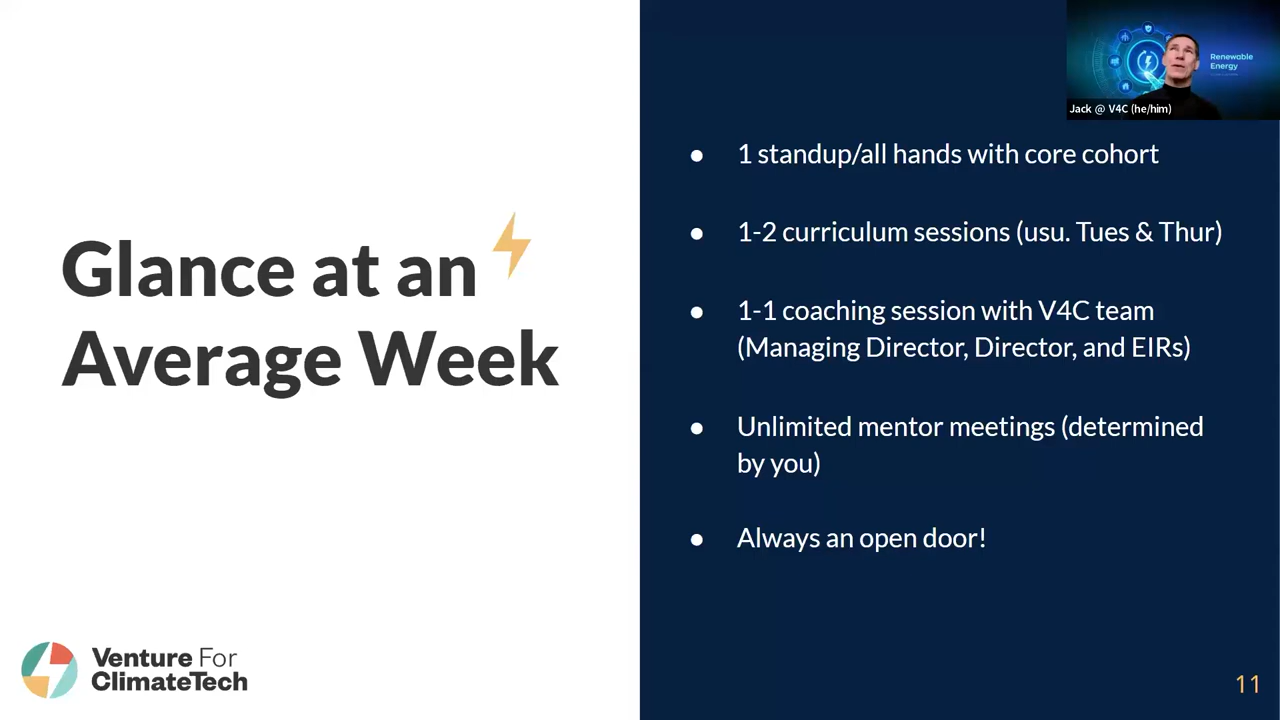 Renewable
Energy
Jack @ V4C (he/him)
Glance at an
Average Week
● 1 standup/all hands with core cohort
● 1-2 curriculum sessions (usu. Tues & Thur)
● 1-1 coaching session with V4C team
(Managing Director, Director, and EIRs)
● Unlimited mentor meetings (determined
by you)
● Always an open door!
Venture For
ClimateTech
11